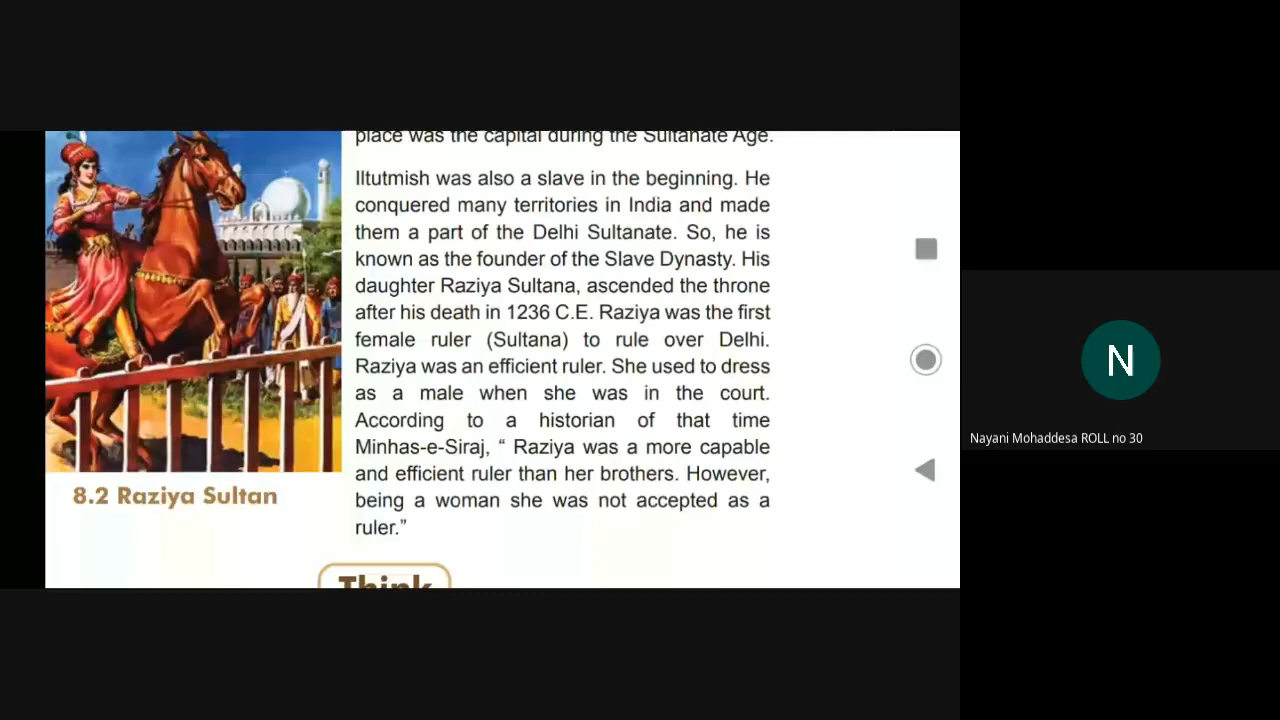 place was the capital during the Sultanate Age.
Iltutmish was also a slave in the beginning. He
conquered many territories in India and made
them a part of the Delhi Sultanate. So, he is
known as the founder of the Slave Dynasty. His
daughter Raziya Sultana, ascended the throne
after his death in 1236 C.E. Raziya was the first
female ruler (Sultana) to rule over Delhi.
Raziya was an efficient ruler. She used to dress
as a male when she was in the court.
According to a historian of that time
Minhas-e-Siraj, “ Raziya was a more capable
and efficient ruler than her brothers. However,
being a woman she was not accepted as a
ruler.”
8.2 Raziya Sultan
Think
N
Nayani Mohaddesa ROLL no 30